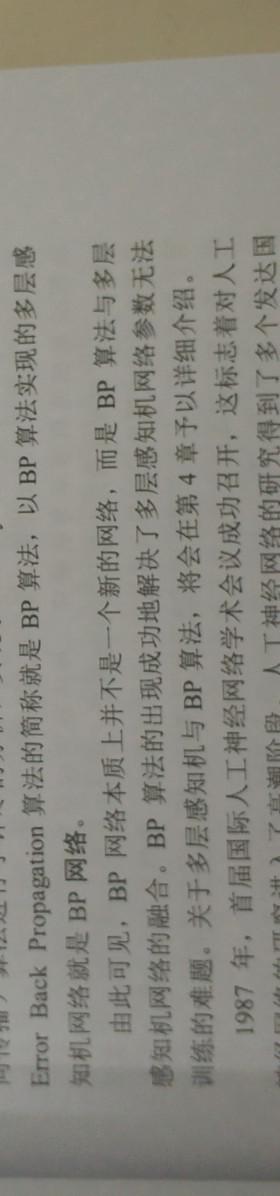 Error Back Propagation 算法的简称就是 BP 算法，以 BP 算法实现的多层感
知机网络就是 BP 网络。
由此可见，BP 网络本质上并不是一个新的网络，而是 BP 算法与多层
感知机网络的融合。BP 算法的出现成功地解决了多层感知机网络参数无法
训练的难题。关于多层感知机与 BP 算法，将会在第 4 章予以详细介绍。
1987 年，首届国际人工神经网络学术会议成功召开，这标志着对人工
神经网络的研究进入了高潮阶段，人工神经网络的研究得到了多个发达国